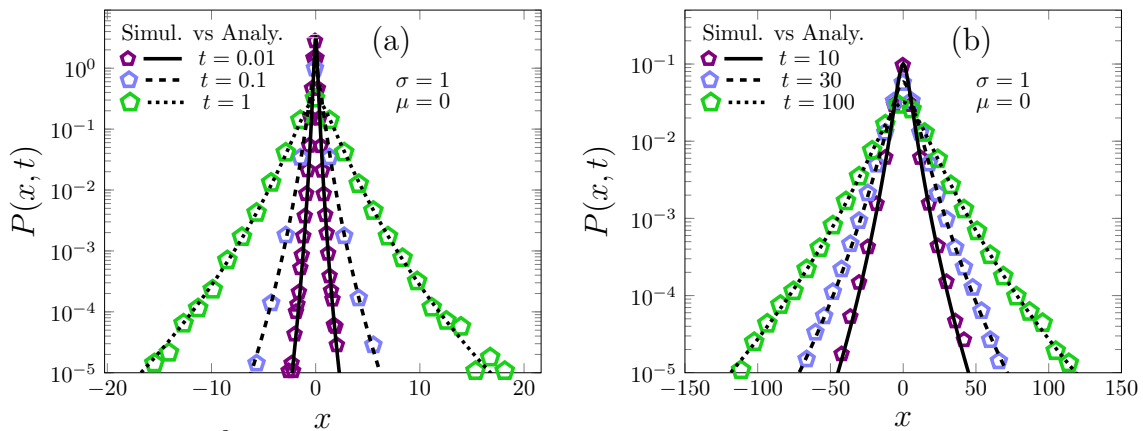 Simul. vs Analy.
t = 0.01
t = 0.1
t = 1
(a)
σ = 1
μ = 0
P(x, t)
10⁰
10⁻¹
10⁻²
10⁻³
10⁻⁴
10⁻⁵
−20
−10
0
10
20
x
Simul. vs Analy.
t = 10
t = 30
t = 100
(b)
σ = 1
μ = 0
P(x, t)
10⁻¹
10⁻²
10⁻³
10⁻⁴
10⁻⁵
−150
−100
−50
0
50
100
150
x